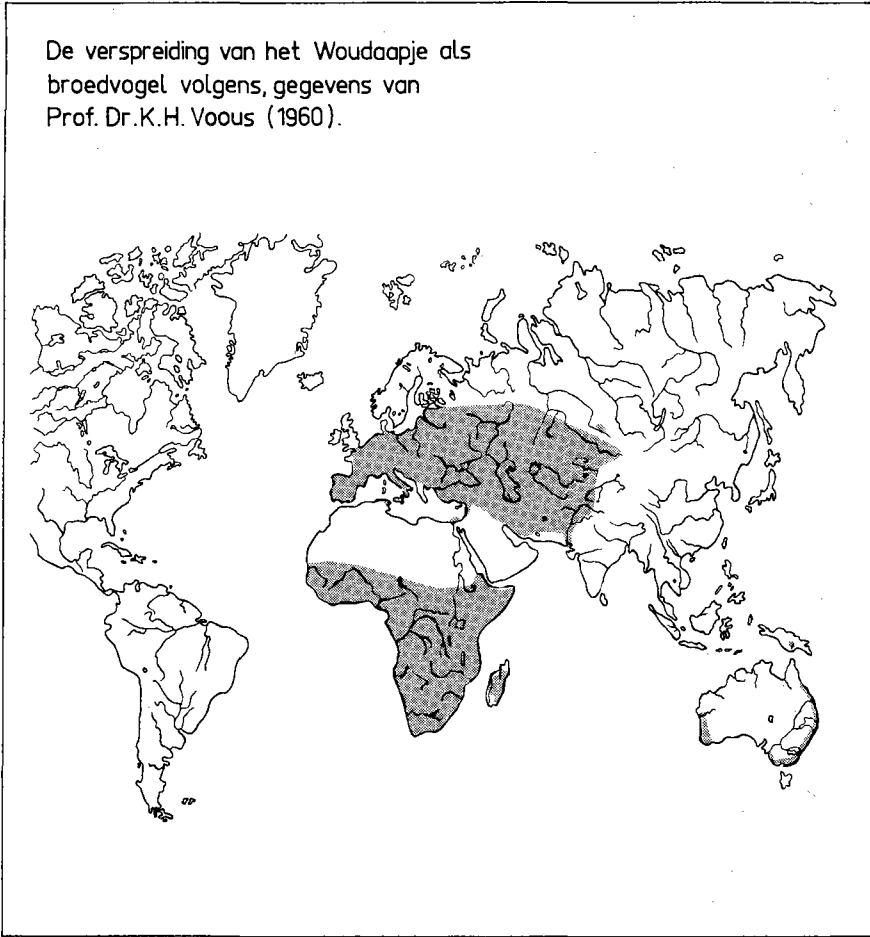 De verspreiding van het Woudaapje als
broedvogel volgens, gegevens van
Prof. Dr. K.H. Voous (1960).